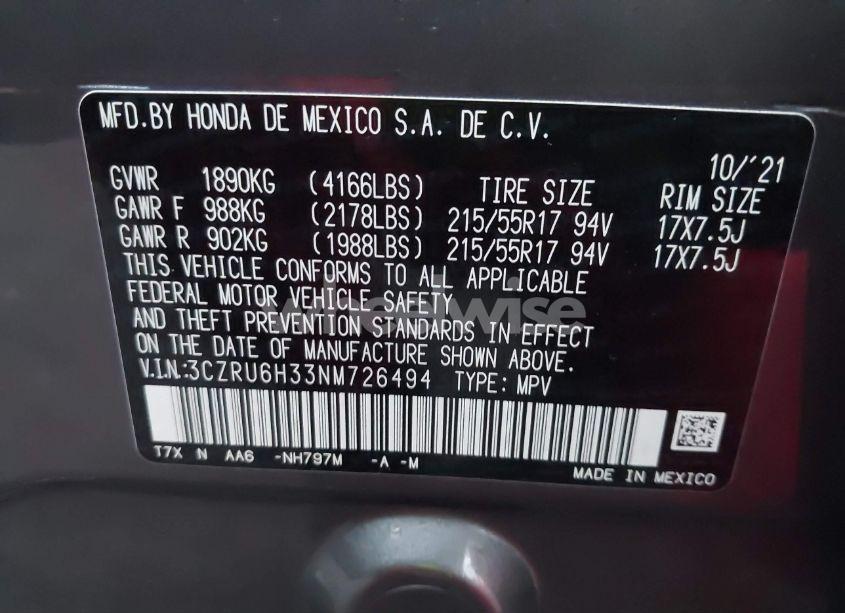 MFD.BY HONDA DE MEXICO S.A. DE C.V.
10/'21
GVWR 1890KG (4166LBS) TIRE SIZE RIM SIZE
GAWR F 988KG (2178LBS) 215/55R17 94V 17X7.5J
GAWR R 902KG (1988LBS) 215/55R17 94V 17X7.5J
THIS VEHICLE CONFORMS TO ALL APPLICABLE
FEDERAL MOTOR VEHICLE SAFETY
AND THEFT PREVENTION STANDARDS IN EFFECT
ON THE DATE OF MANUFACTURE SHOWN ABOVE.
V.I.N.:3CZRU6H33NM726494 TYPE: MPV
T7X N AA6 -NH797M -A -M
MADE IN MEXICO
wheelwise